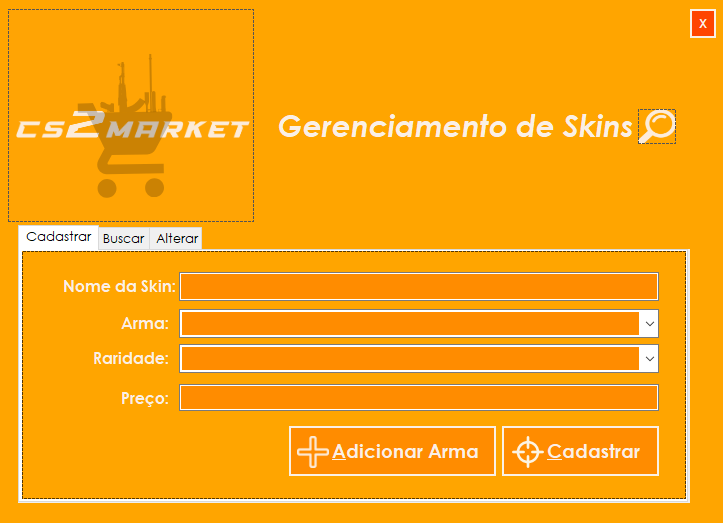 x
CS2MARKET
Gerenciamento de Skins
Cadastrar Buscar Alterar
Nome da Skin:
Arma:
Raridade:
Preço:
Adicionar Arma Cadastrar